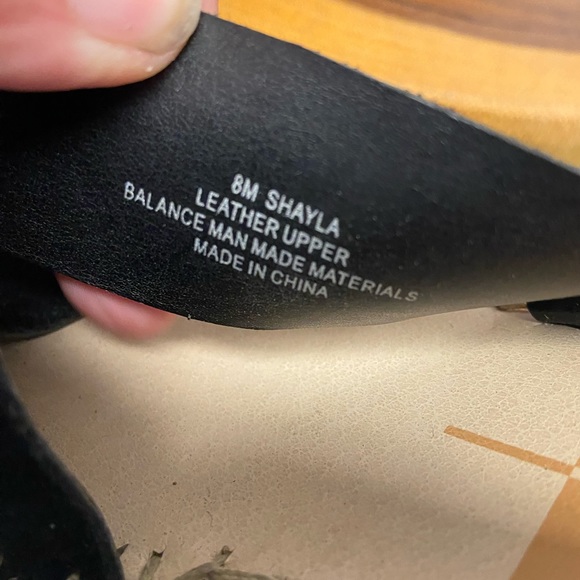 8M SHAYLA
LEATHER UPPER
BALANCE MAN MADE MATERIALS
MADE IN CHINA